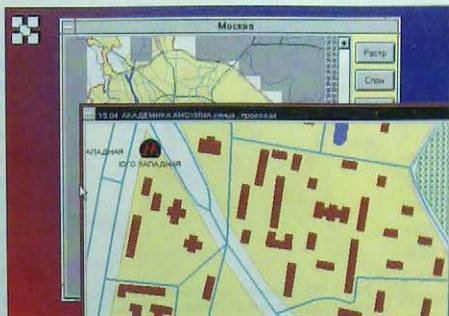 Москва
Растр
Слои
15.04 АКАДЕМИКА АНОХИНА улица, проезжая
АПАДНАЯ
ЮГО-ЗАПАДНАЯ